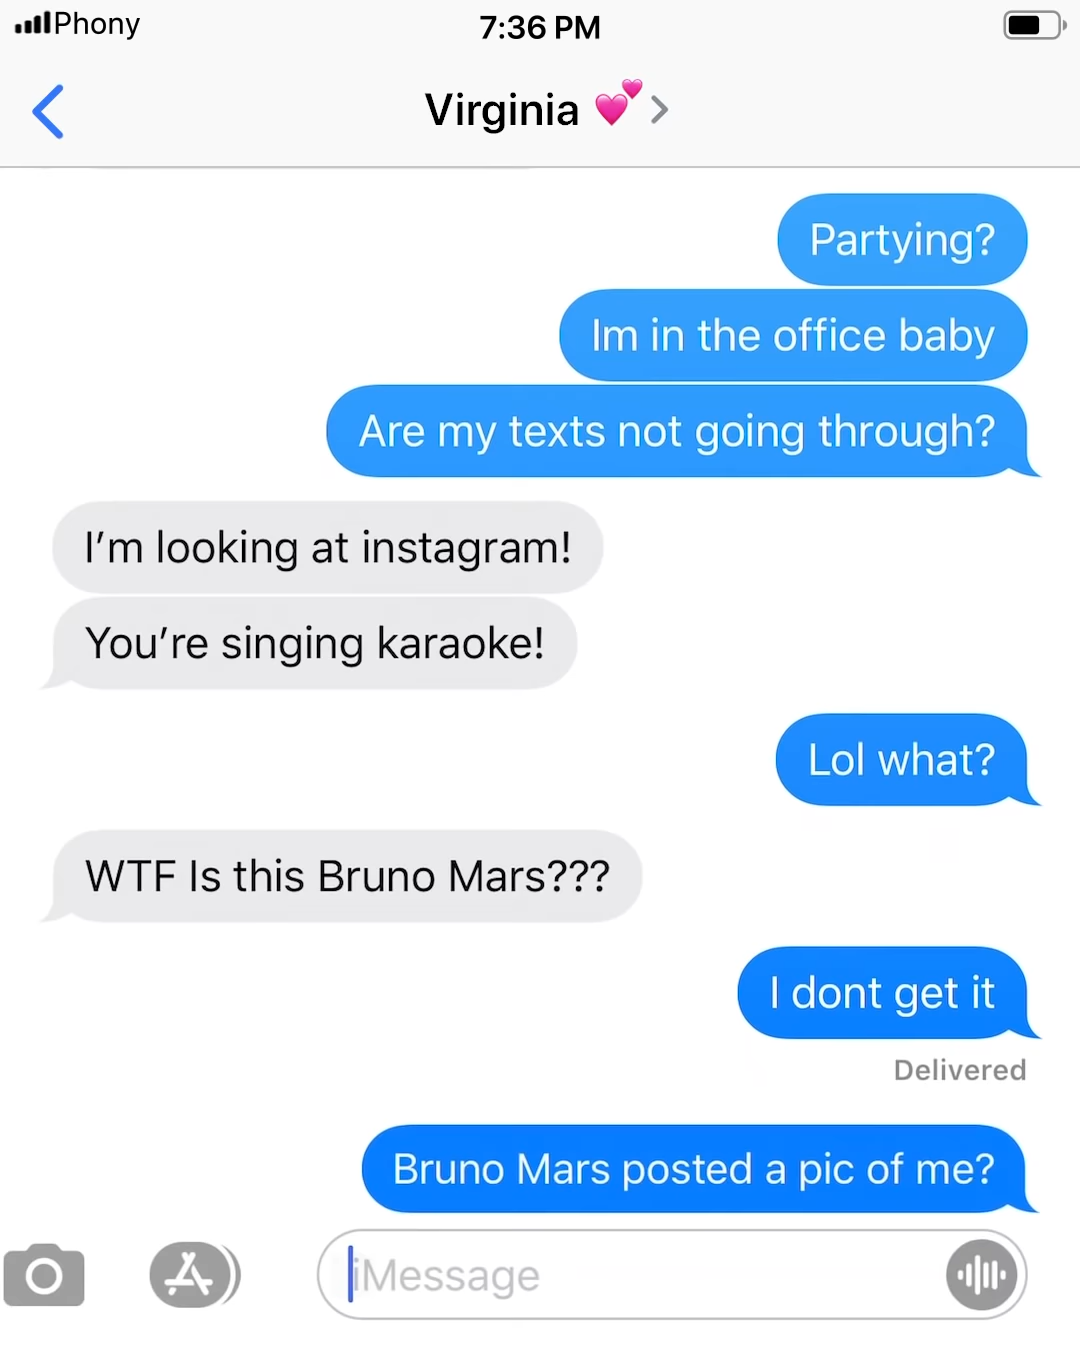 Phony
7:36 PM
Virginia 💕
Partying?
Im in the office baby
Are my texts not going through?
I’m looking at instagram!
You’re singing karaoke!
Lol what?
WTF Is this Bruno Mars???
I dont get it
Delivered
Bruno Mars posted a pic of me?
iMessage